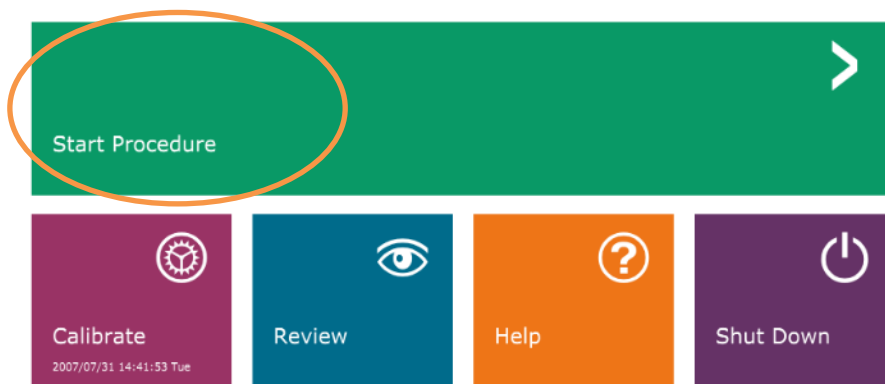 Start Procedure
Calibrate
2007/07/31 14:41:53 Tue
Review
Help
Shut Down